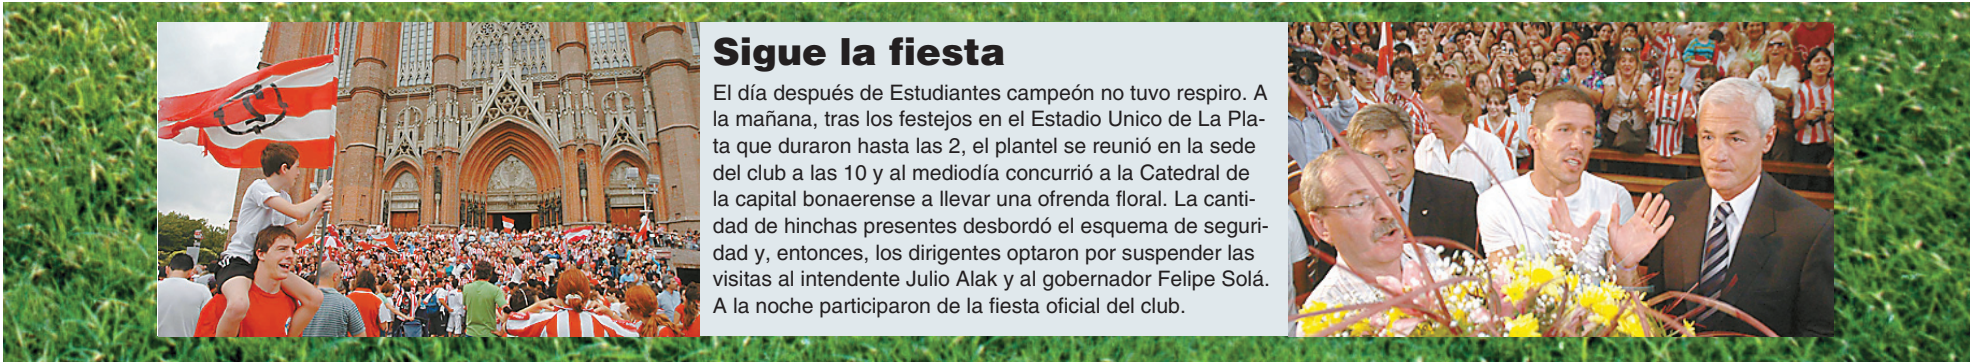 Sigue la fiesta
El día después de Estudiantes campeón no tuvo respiro. A
la mañana, tras los festejos en el Estadio Unico de La Pla-
ta que duraron hasta las 2, el plantel se reunió en la sede
del club a las 10 y al mediodía concurrió a la Catedral de
la capital bonaerense a llevar una ofrenda floral. La canti-
dad de hinchas presentes desbordó el esquema de seguri-
dad y, entonces, los dirigentes optaron por suspender las
visitas al intendente Julio Alak y al gobernador Felipe Solá.
A la noche participaron de la fiesta oficial del club.